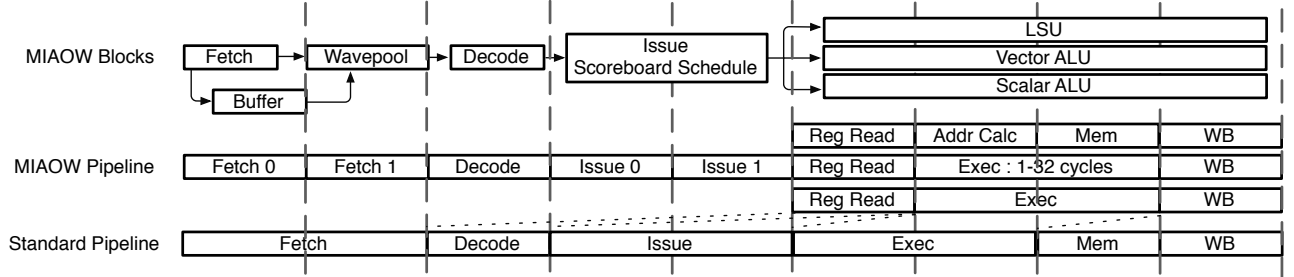 LSU
Issue
MIAOW Blocks Fetch Wavepool Decode Scoreboard Schedule Vector ALU
Scalar ALU
Buffer
Reg Read Addr Calc Mem WB
MIAOW Pipeline Fetch 0 Fetch 1 Decode Issue 0 Issue 1 Reg Read Exec : 1-32 cycles WB
Reg Read Exec WB
Standard Pipeline Fetch Decode Issue Exec Mem WB